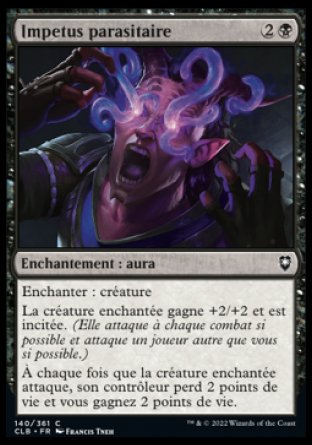 Impetus parasitaire 2
Enchantement : aura
Enchanter : créature
La créature enchantée gagne +2/+2 et est
incitée. (Elle attaque à chaque combat si
possible et attaque un joueur autre que vous
si possible.)
À chaque fois que la créature enchantée
attaque, son contrôleur perd 2 points de
vie et vous gagnez 2 points de vie.
140/361 C
CLB • FR Francis Tneh
™ & © 2022 Wizards of the Coast